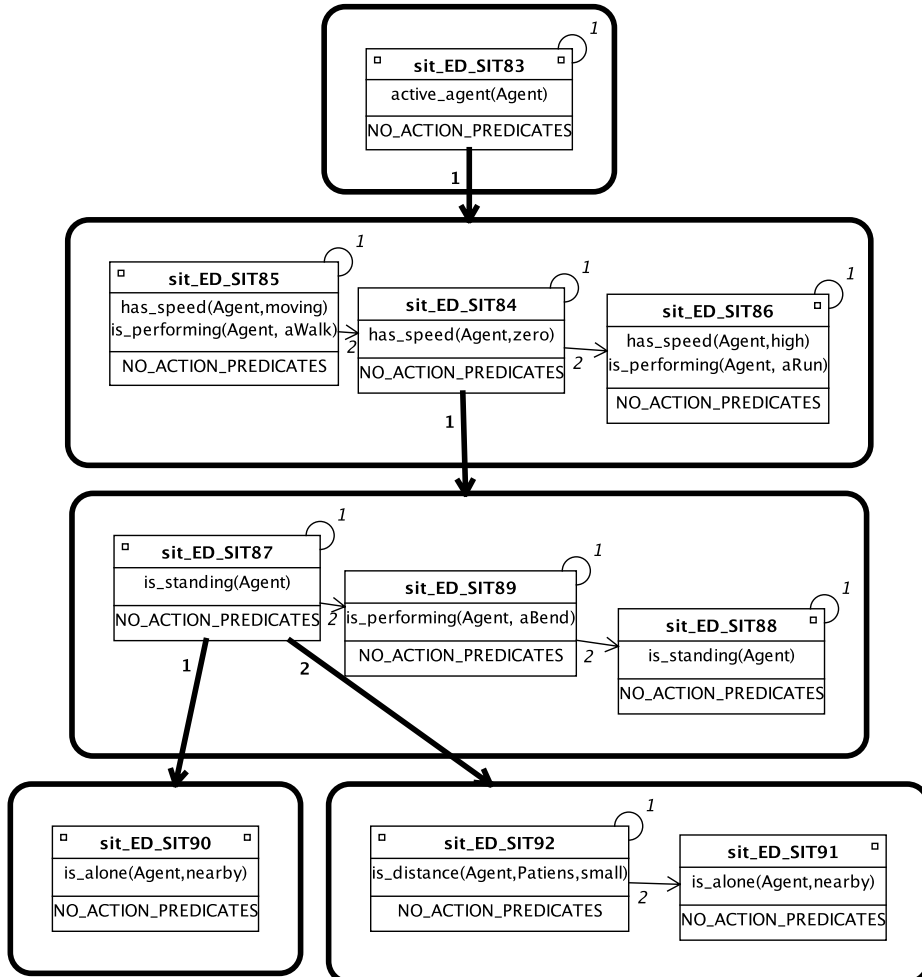 1
sit_ED_SIT83
active_agent(Agent)
NO_ACTION_PREDICATES
1
1
sit_ED_SIT85
has_speed(Agent,moving)
is_performing(Agent, aWalk)
NO_ACTION_PREDICATES
2
1
sit_ED_SIT84
has_speed(Agent,zero)
NO_ACTION_PREDICATES
2
1
sit_ED_SIT86
has_speed(Agent,high)
is_performing(Agent, aRun)
NO_ACTION_PREDICATES
1
1
sit_ED_SIT87
is_standing(Agent)
NO_ACTION_PREDICATES
2
1
sit_ED_SIT89
is_performing(Agent, aBend)
NO_ACTION_PREDICATES
2
1
sit_ED_SIT88
is_standing(Agent)
NO_ACTION_PREDICATES
1
2
sit_ED_SIT90
is_alone(Agent,nearby)
NO_ACTION_PREDICATES
1
sit_ED_SIT92
is_distance(Agent,Patiens,small)
NO_ACTION_PREDICATES
2
sit_ED_SIT91
is_alone(Agent,nearby)
NO_ACTION_PREDICATES